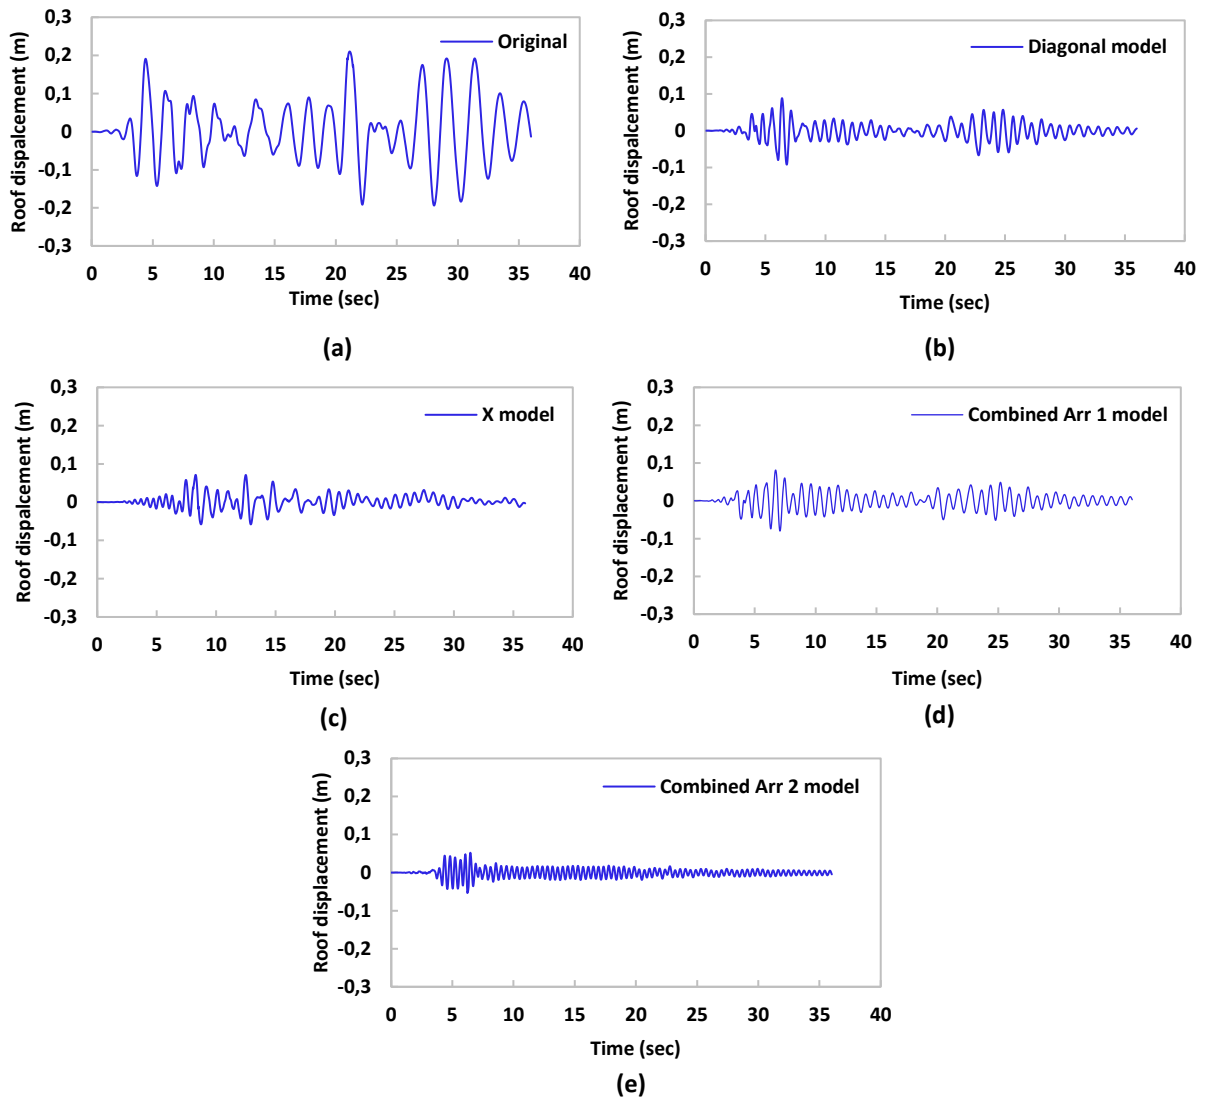 Roof dispalcement (m)
0,3
0,2
0,1
0
-0,1
-0,2
-0,3
Original
0 5 10 15 20 25 30 35 40
Time (sec)
(a)
Roof dispalcement (m)
0,3
0,2
0,1
0
-0,1
-0,2
-0,3
Diagonal model
0 5 10 15 20 25 30 35 40
Time (sec)
(b)
Roof dispalcement (m)
0,3
0,2
0,1
0
-0,1
-0,2
-0,3
X model
0 5 10 15 20 25 30 35 40
Time (sec)
(c)
Roof displacement (m)
0,3
0,2
0,1
0
-0,1
-0,2
-0,3
Combined Arr 1 model
0 5 10 15 20 25 30 35 40
Time (sec)
(d)
Roof displacement (m)
0,3
0,2
0,1
0
-0,1
-0,2
-0,3
Combined Arr 2 model
0 5 10 15 20 25 30 35 40
Time (sec)
(e)